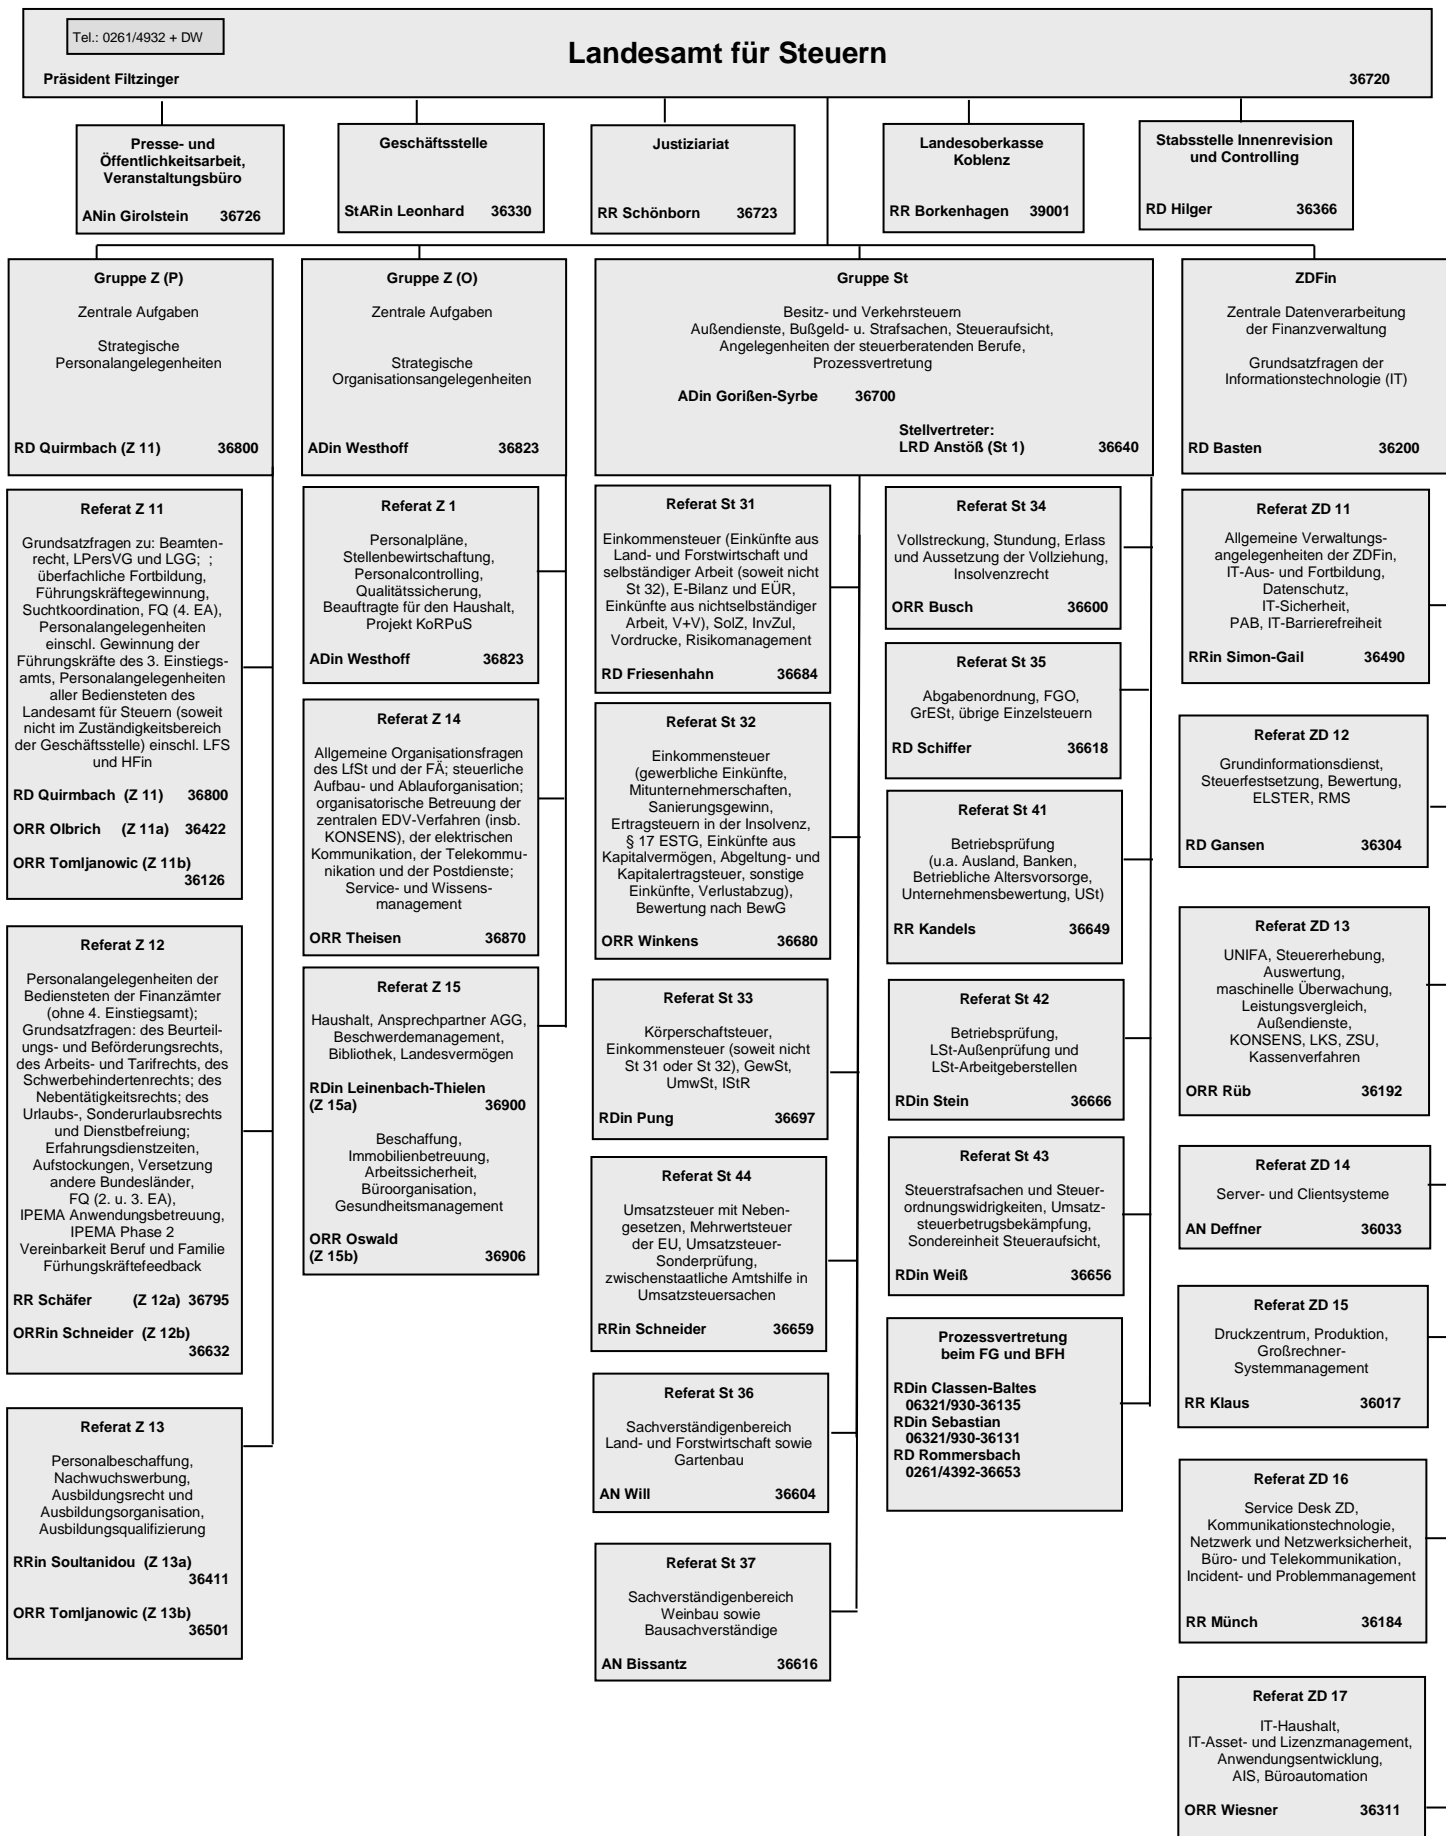 Tel.: 0261/4932 + DW
Landesamt für Steuern
Präsident Filtzinger 36720
Presse- und
Öffentlichkeitsarbeit,
Veranstaltungsbüro
ANin Girolstein 36726
Geschäftsstelle
StARin Leonhard 36330
Justiziariat
RR Schönborn 36723
Landesoberkasse
Koblenz
RR Borkenhagen 39001
Stabsstelle Innenrevision
und Controlling
RD Hilger 36366
Gruppe Z (P)
Zentrale Aufgaben
Strategische
Personalangelegenheiten
RD Quirmbach (Z 11) 36800
Gruppe Z (O)
Zentrale Aufgaben
Strategische
Organisationsangelegenheiten
ADin Westhoff 36823
Gruppe St
Besitz- und Verkehrsteuern
Außendienste, Bußgeld- u. Strafsachen, Steueraufsicht,
Angelegenheiten der steuerberatenden Berufe,
Prozessvertretung
ADin Gorißen-Syrbe 36700
Stellvertreter:
LRD Anstöß (St 1) 36640
ZDFin
Zentrale Datenverarbeitung
der Finanzverwaltung
Grundsatzfragen der
Informationstechnologie (IT)
RD Basten 36200
Referat Z 11
Grundsatzfragen zu: Beamten-
recht, LPersVG und LGG; ;
überfachliche Fortbildung,
Führungskräftegewinnung,
Suchtkoordination, FQ (4. EA),
Personalangelegenheiten
einschl. Gewinnung der
Führungskräfte des 3. Einstiegs-
amts, Personalangelegenheiten
aller Bediensteten des
Landesamt für Steuern (soweit
nicht im Zuständigkeitsbereich
der Geschäftsstelle) einschl. LFS
und HFin
RD Quirmbach (Z 11) 36800
ORR Olbrich (Z 11a) 36422
ORR Tomljanowic (Z 11b)
36126
Referat Z 12
Personalangelegenheiten der
Bediensteten der Finanzämter
(ohne 4. Einstiegsamt);
Grundsatzfragen: des Beurteil-
ungs- und Beförderungsrechts,
des Arbeits- und Tarifrechts, des
Schwerbehindertenrechts; des
Nebentätigkeitsrechts; des
Urlaubs-, Sonderurlaubsrechts
und Dienstbefreiung;
Erfahrungsdienstzeiten,
Aufstockungen, Versetzung
andere Bundesländer,
FQ (2. u. 3. EA),
IPEMA Anwendungsbetreuung,
IPEMA Phase 2
Vereinbarkeit Beruf und Familie
Fürhungskräftefeedback
RR Schäfer (Z 12a) 36795
ORRin Schneider (Z 12b)
36632
Referat Z 13
Personalbeschaffung,
Nachwuchswerbung,
Ausbildungsrecht und
Ausbildungsorganisation,
Ausbildungsqualifizierung
RRin Soultanidou (Z 13a)
36411
ORR Tomljanowic (Z 13b)
36501
Referat Z 1
Personalpläne,
Stellenbewirtschaftung,
Personalcontrolling,
Qualitätssicherung,
Beauftragte für den Haushalt,
Projekt KoRPuS
ADin Westhoff 36823
Referat Z 14
Allgemeine Organisationsfragen
des LfSt und der FÄ; steuerliche
Aufbau- und Ablauforganisation;
organisatorische Betreuung der
zentralen EDV-Verfahren (insb.
KONSENS), der elektrischen
Kommunikation, der Telekommu-
nikation und der Postdienste;
Service- und Wissens-
management
ORR Theisen 36870
Referat Z 15
Haushalt, Ansprechpartner AGG,
Beschwerdemanagement,
Bibliothek, Landesvermögen
RDin Leinenbach-Thielen
(Z 15a) 36900
Beschaffung,
Immobilienbetreuung,
Arbeitssicherheit,
Büroorganisation,
Gesundheitsmanagement
ORR Oswald
(Z 15b) 36906
Referat St 31
Einkommensteuer (Einkünfte aus
Land- und Forstwirtschaft und
selbständiger Arbeit (soweit nicht
St 32), E-Bilanz und EÜR,
Einkünfte aus nichtselbständiger
Arbeit, V+V), SolZ, InvZul,
Vordrucke, Risikomanagement
RD Friesenhahn 36684
Referat St 32
Einkommensteuer
(gewerbliche Einkünfte,
Mitunternehmerschaften,
Sanierungsgewinn,
Ertragsteuern in der Insolvenz,
§ 17 ESTG, Einkünfte aus
Kapitalvermögen, Abgeltung- und
Kapitalertragsteuer, sonstige
Einkünfte, Verlustabzug),
Bewertung nach BewG
ORR Winkens 36680
Referat St 33
Körperschaftsteuer,
Einkommensteuer (soweit nicht
St 31 oder St 32), GewSt,
UmwSt, IStR
RDin Pung 36697
Referat St 44
Umsatzsteuer mit Neben-
gesetzen, Mehrwertsteuer
der EU, Umsatzsteuer-
Sonderprüfung,
zwischenstaatliche Amtshilfe in
Umsatzsteuersachen
RRin Schneider 36659
Referat St 36
Sachverständigenbereich
Land- und Forstwirtschaft sowie
Gartenbau
AN Will 36604
Referat St 37
Sachverständigenbereich
Weinbau sowie
Bausachverständige
AN Bissantz 36616
Referat St 34
Vollstreckung, Stundung, Erlass
und Aussetzung der Vollziehung,
Insolvenzrecht
ORR Busch 36600
Referat St 35
Abgabenordnung, FGO,
GrESt, übrige Einzelsteuern
RD Schiffer 36618
Referat St 41
Betriebsprüfung
(u.a. Ausland, Banken,
Betriebliche Altersvorsorge,
Unternehmensbewertung, USt)
RR Kandels 36649
Referat St 42
Betriebsprüfung,
LSt-Außenprüfung und
LSt-Arbeitgeberstellen
RDin Stein 36666
Referat St 43
Steuerstrafsachen und Steuer-
ordnungswidrigkeiten, Umsatz-
steuerbetrugsbekämpfung,
Sondereinheit Steueraufsicht,
RDin Weiß 36656
Prozessvertretung
beim FG und BFH
RDin Classen-Baltes
06321/930-36135
RDin Sebastian
06321/930-36131
RD Rommersbach
0261/4392-36653
Referat ZD 11
Allgemeine Verwaltungs-
angelegenheiten der ZDFin,
IT-Aus- und Fortbildung,
Datenschutz,
IT-Sicherheit,
PAB, IT-Barrierefreiheit
RRin Simon-Gail 36490
Referat ZD 12
Grundinformationsdienst,
Steuerfestsetzung, Bewertung,
ELSTER, RMS
RD Gansen 36304
Referat ZD 13
UNIFA, Steuererhebung,
Auswertung,
maschinelle Überwachung,
Leistungsvergleich,
Außendienste,
KONSENS, LKS, ZSU,
Kassenverfahren
ORR Rüb 36192
Referat ZD 14
Server- und Clientsysteme
AN Deffner 36033
Referat ZD 15
Druckzentrum, Produktion,
Großrechner-
Systemmanagement
RR Klaus 36017
Referat ZD 16
Service Desk ZD,
Kommunikationstechnologie,
Netzwerk und Netzwerksicherheit,
Büro- und Telekommunikation,
Incident- und Problemmanagement
RR Münch 36184
Referat ZD 17
IT-Haushalt,
IT-Asset- und Lizenzmanagement,
Anwendungsentwicklung,
AIS, Büroautomation
ORR Wiesner 36311